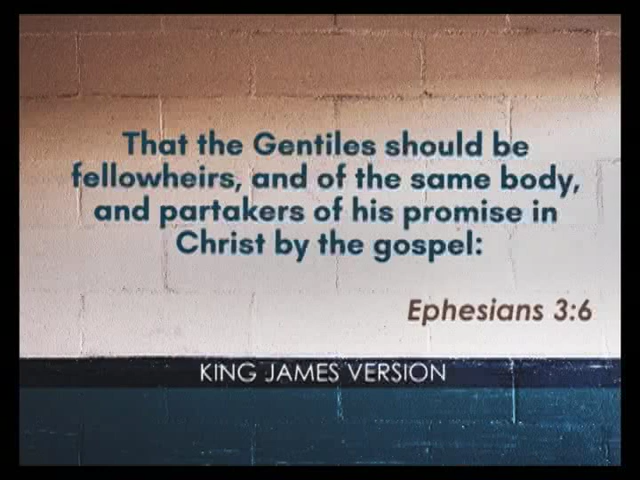 That the Gentiles should be
fellowheirs, and of the same body,
and partakers of his promise in
Christ by the gospel:
Ephesians 3:6
KING JAMES VERSION